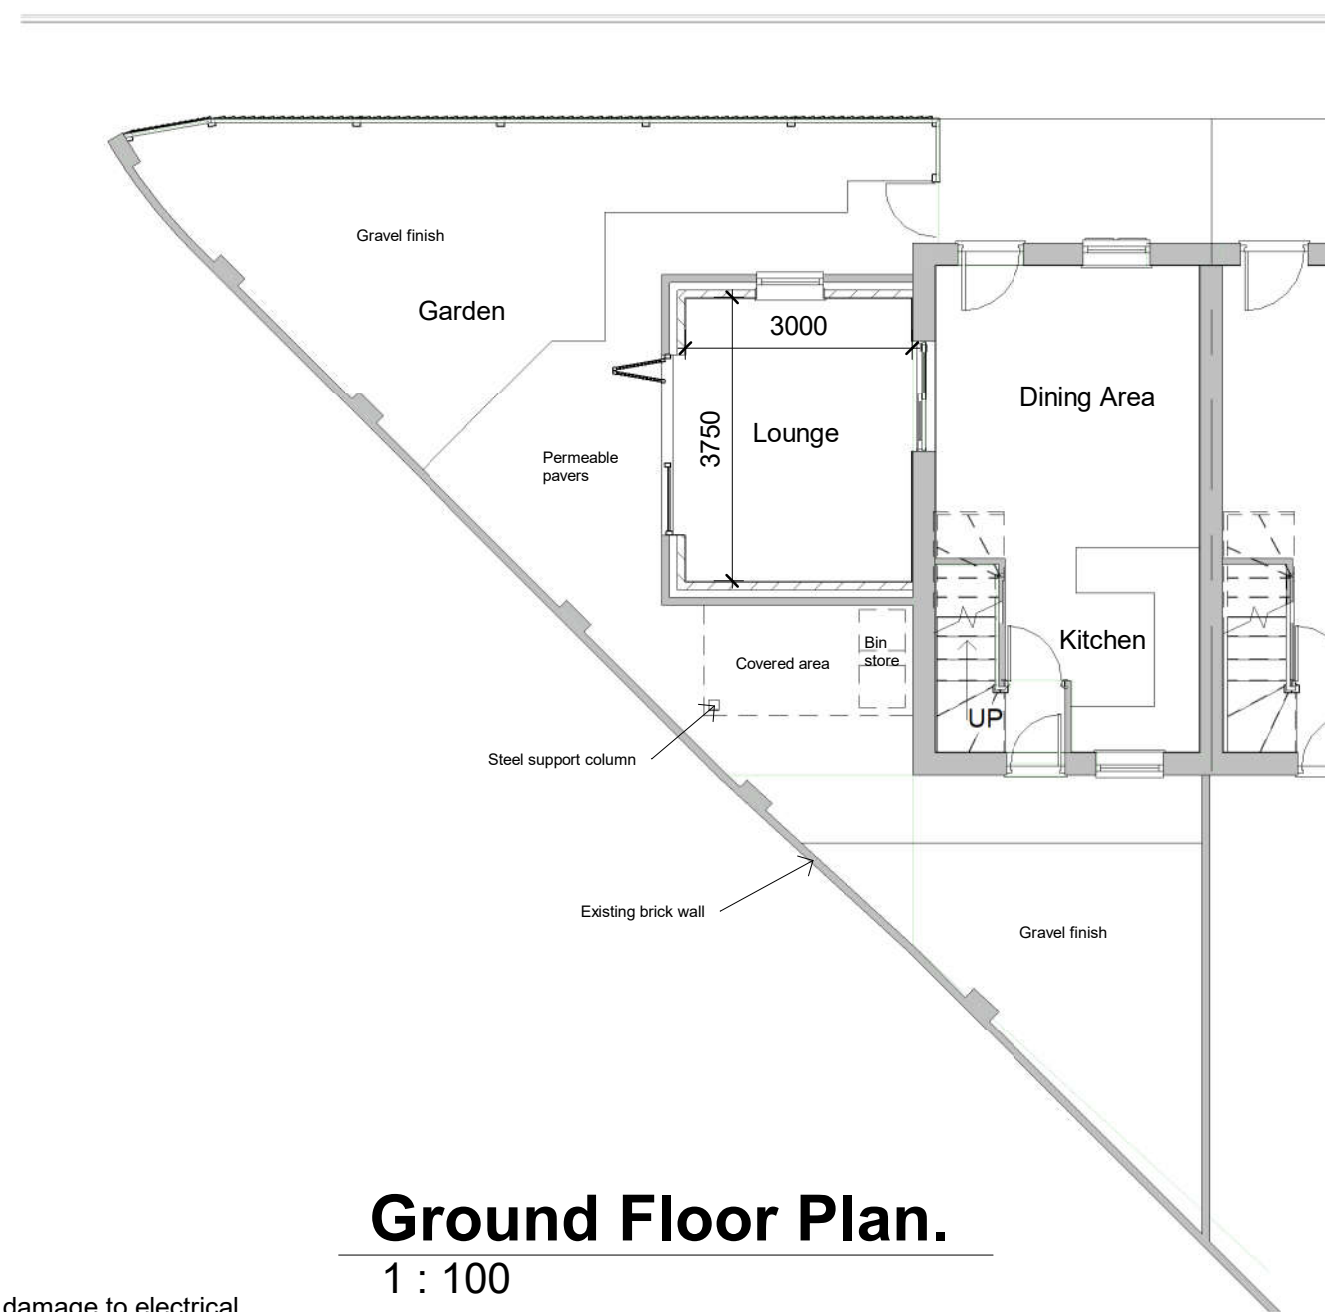 Gravel finish
Garden
3000
Dining Area
3750
Lounge
Permeable
pavers
Bin
store
Kitchen
Covered area
UP
Steel support column
Existing brick wall
Gravel finish
Ground Floor Plan.
1 : 100
damage to electrical